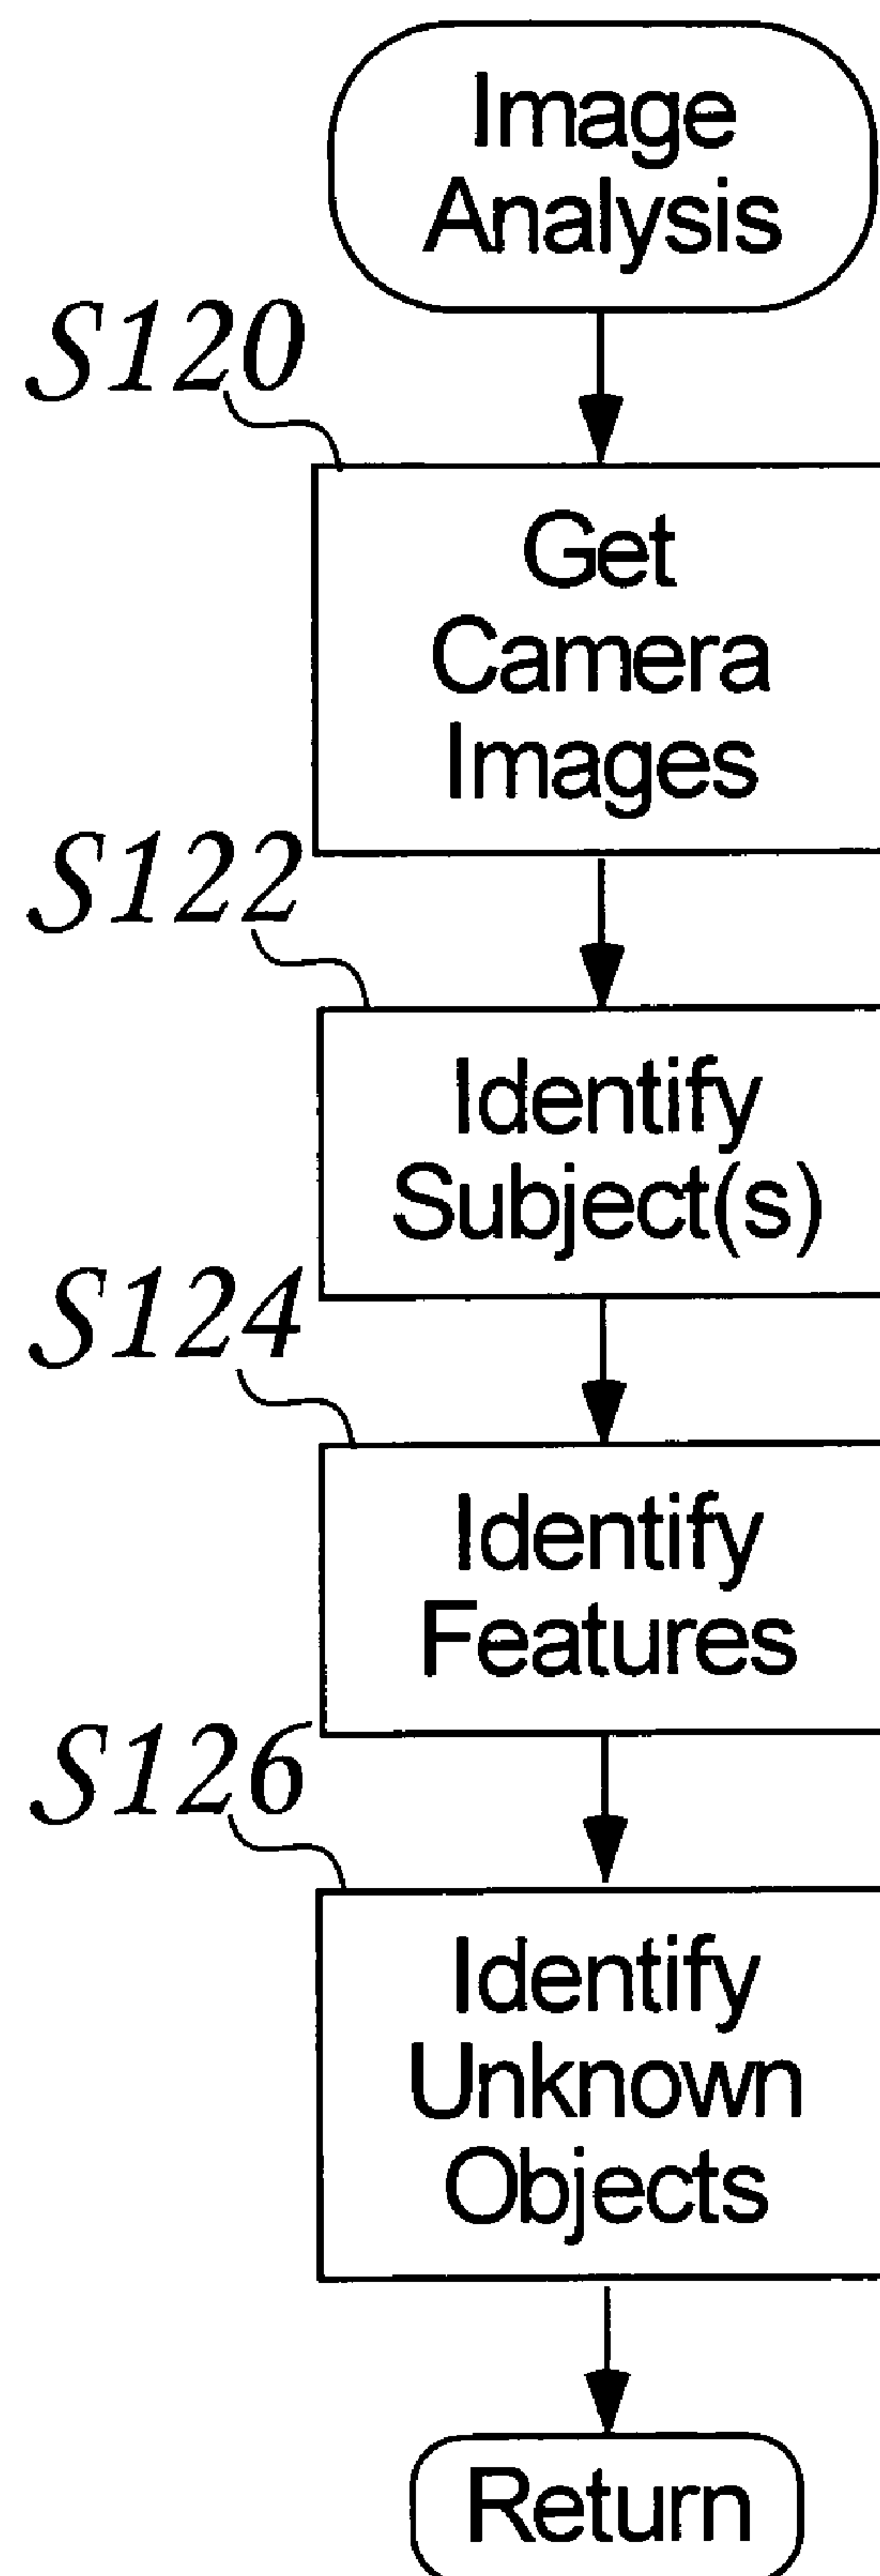 Image
Analysis
S120
Get
Camera
Images
S122
Identify
Subject(s)
S124
Identify
Features
S126
Identify
Unknown
Objects
Return